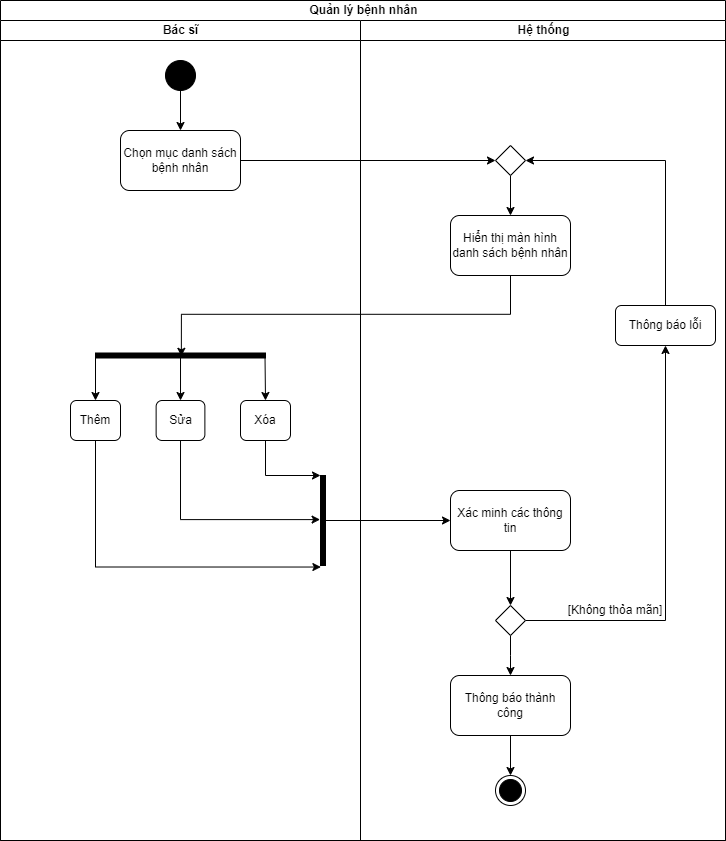 Quản lý bệnh nhân
Bác sĩ
Hệ thống
Chọn mục danh sách
bệnh nhân
Hiển thị màn hình
danh sách bệnh nhân
Thông báo lỗi
Thêm
Sửa
Xóa
Xác minh các thông
tin
[Không thỏa mãn]
Thông báo thành
công